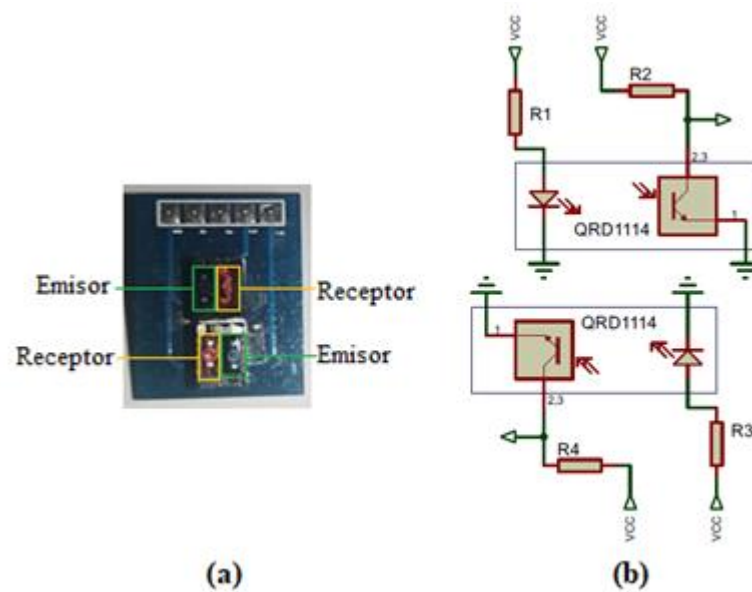 VCC
VCC
R2
R1
2,3
1
QRD1114
Emisor
Receptor
Receptor
Emisor
QRD1114
1
2,3
R4
R3
VCC
VCC
(a)
(b)